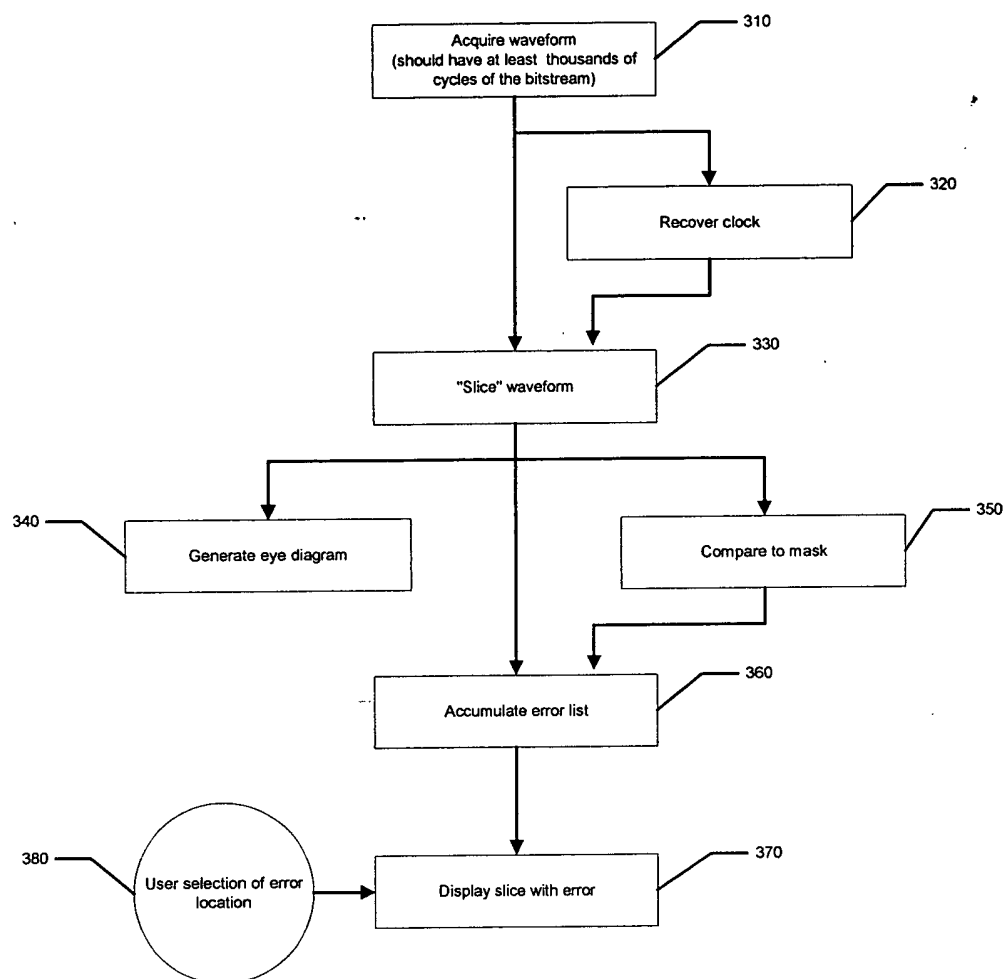 310
Acquire waveform
(should have at least thousands of
cycles of the bitstream)
320
Recover clock
330
"Slice" waveform
340
Generate eye diagram
350
Compare to mask
360
Accumulate error list
380
User selection of error
location
370
Display slice with error